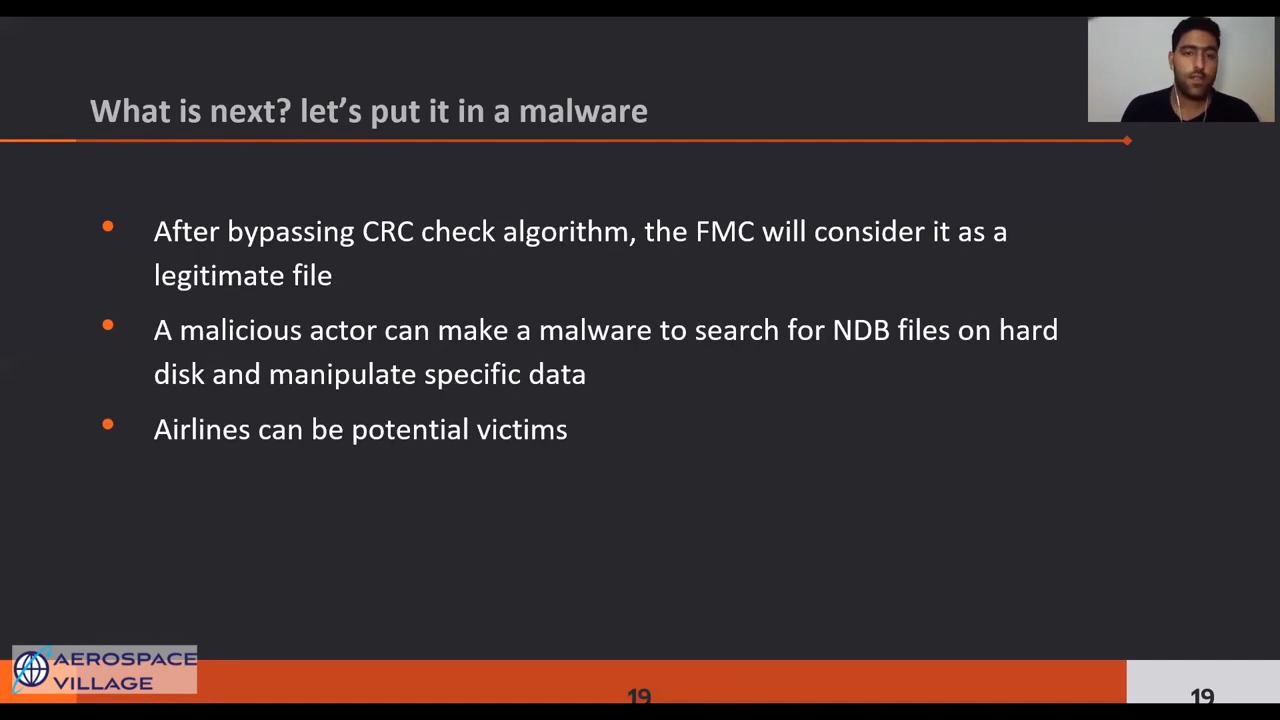 What is next? let’s put it in a malware
• After bypassing CRC check algorithm, the FMC will consider it as a
legitimate file
• A malicious actor can make a malware to search for NDB files on hard
disk and manipulate specific data
• Airlines can be potential victims
AEROSPACE
VILLAGE
19
19